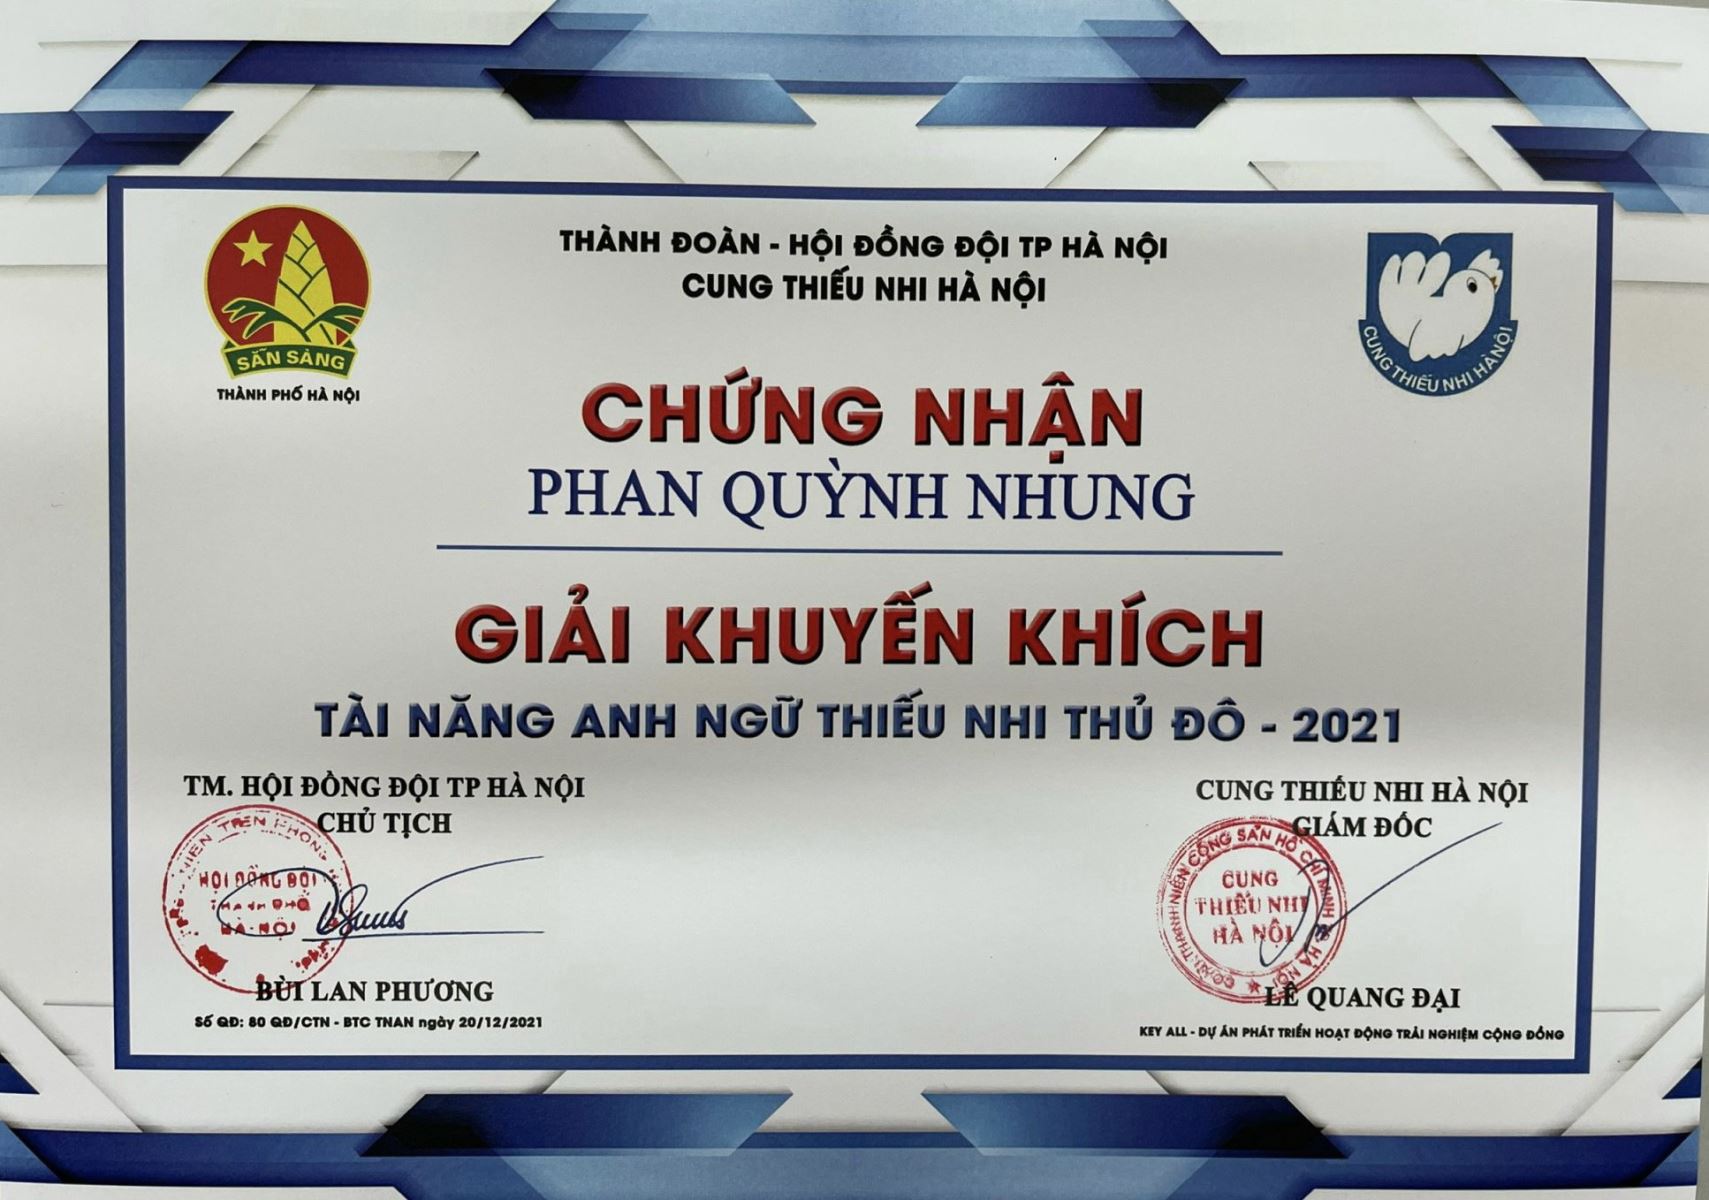 THÀNH ĐOÀN - HỘI ĐỒNG ĐỘI TP HÀ NỘI
CUNG THIẾU NHI HÀ NỘI
SẴN SÀNG
THÀNH PHỐ HÀ NỘI
CUNG THIẾU NHI HÀ NỘI
CHỨNG NHẬN
PHAN QUỲNH NHUNG
GIẢI KHUYẾN KHÍCH
TÀI NĂNG ANH NGỮ THIẾU NHI THỦ ĐÔ - 2021
TM. HỘI ĐỒNG ĐỘI TP HÀ NỘI
CHỦ TỊCH
HỘI ĐỒNG ĐỘI
THÀNH PHỐ
HÀ NỘI
BÙI LAN PHƯƠNG
Số QĐ: 80 QĐ/CTN - BTC TNAN ngày 20/12/2021
CUNG THIẾU NHI HÀ NỘI
GIÁM ĐỐC
CUNG
THIẾU NHI
HÀ NỘI
LÊ QUANG ĐẠI
KEY ALL - DỰ ÁN PHÁT TRIỂN HOẠT ĐỘNG TRẢI NGHIỆM CỘNG ĐỒNG